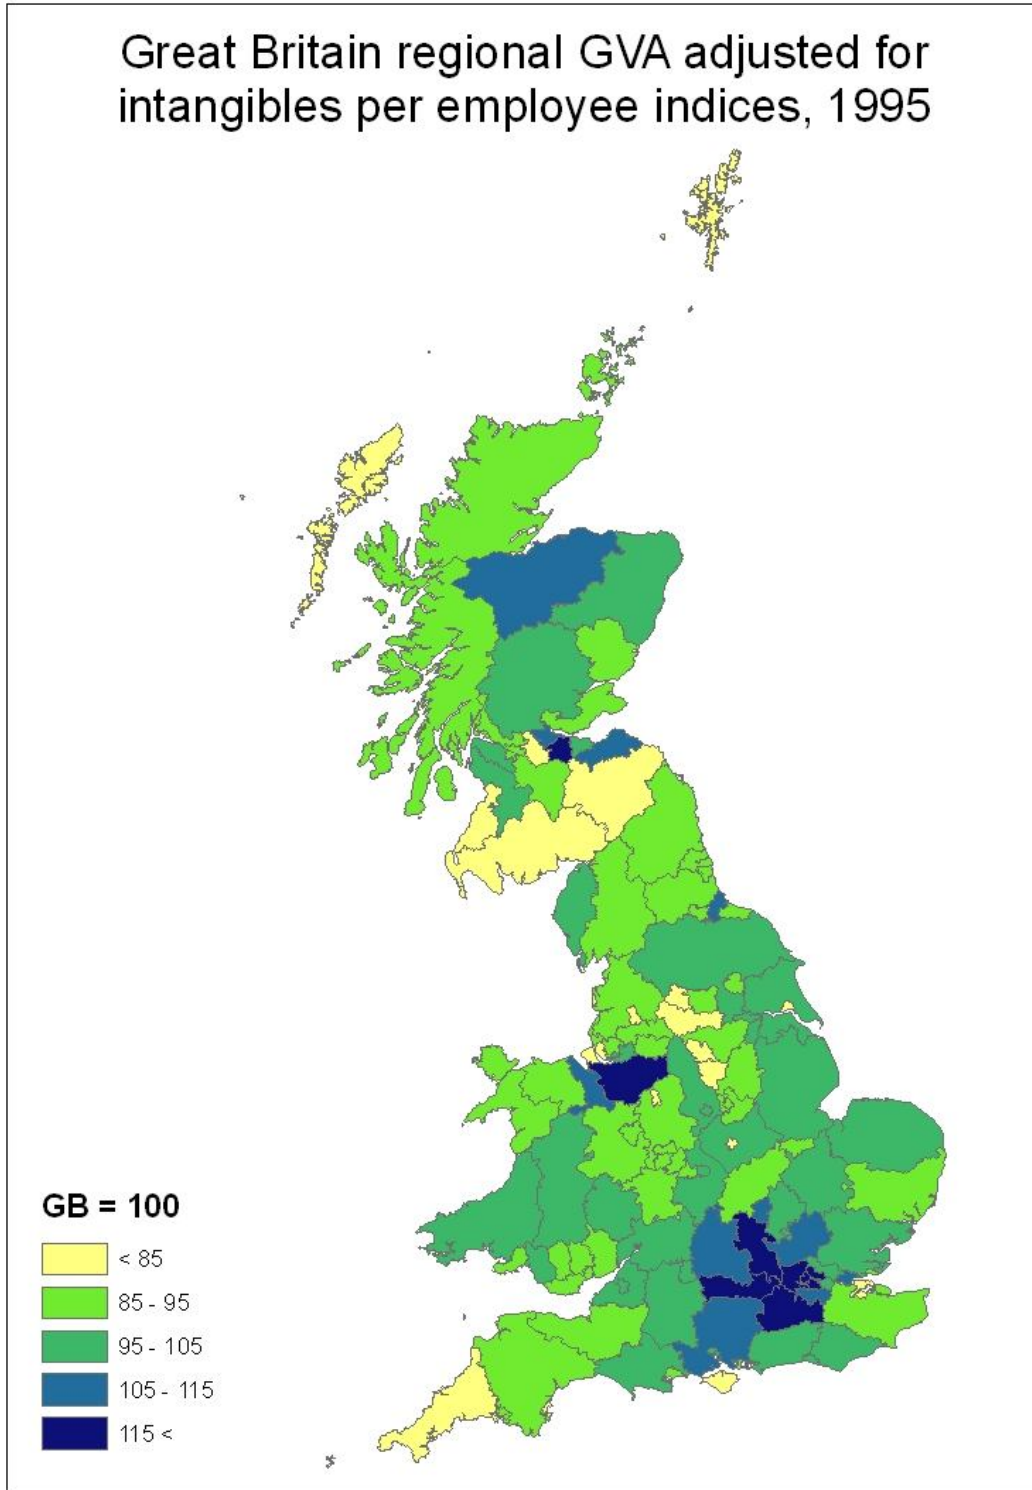 Great Britain regional GVA adjusted for
intangibles per employee indices, 1995
GB = 100
< 85
85 - 95
95 - 105
105 - 115
115 <